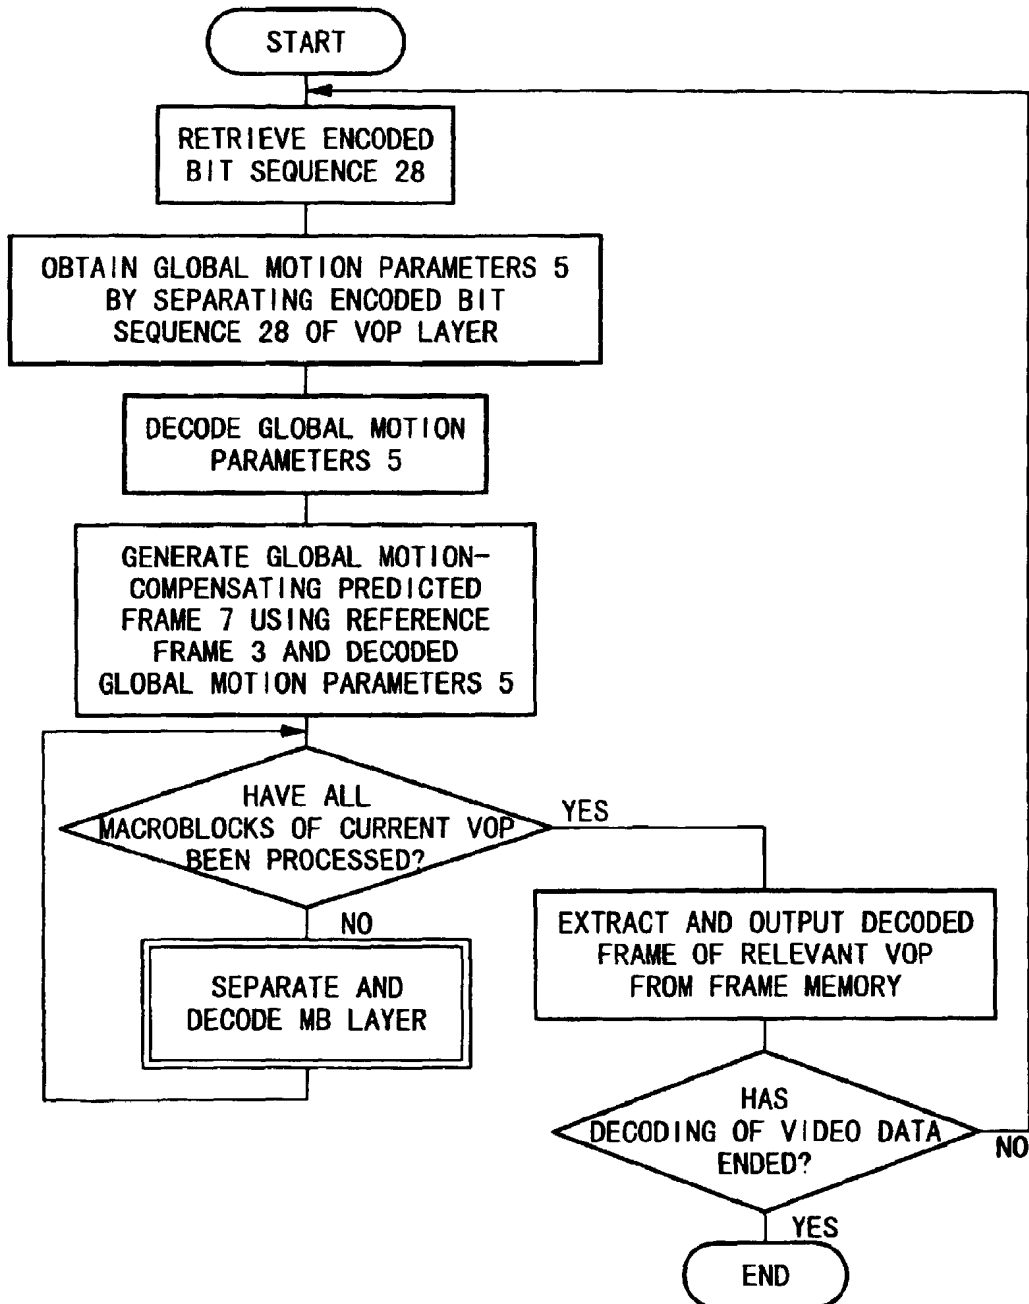 START
RETRIEVE ENCODED
BIT SEQUENCE 28
OBTAIN GLOBAL MOTION PARAMETERS 5
BY SEPARATING ENCODED BIT
SEQUENCE 28 OF VOP LAYER
DECODE GLOBAL MOTION
PARAMETERS 5
GENERATE GLOBAL MOTION-
COMPENSATING PREDICTED
FRAME 7 USING REFERENCE
FRAME 3 AND DECODED
GLOBAL MOTION PARAMETERS 5
HAVE ALL
MACROBLOCKS OF CURRENT VOP
BEEN PROCESSED?
YES
NO
SEPARATE AND
DECODE MB LAYER
EXTRACT AND OUTPUT DECODED
FRAME OF RELEVANT VOP
FROM FRAME MEMORY
HAS
DECODING OF VIDEO DATA
ENDED?
NO
YES
END